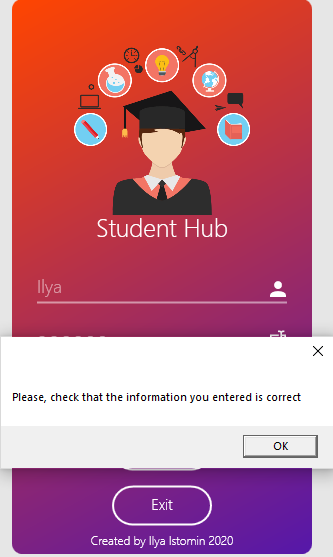 Student Hub
Ilya
Please, check that the information you entered is correct
OK
Exit
Created by Ilya Istomin 2020